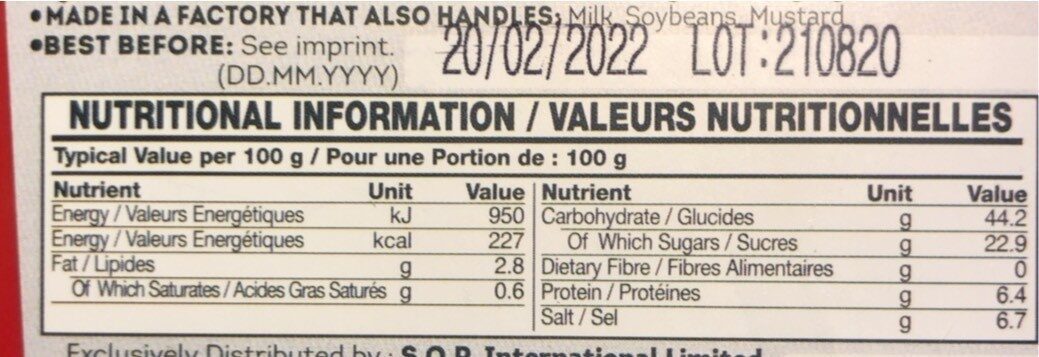 •MADE IN A FACTORY THAT ALSO HANDLES; Milk, Soybeans, Mustard
•BEST BEFORE: See imprint. 20/02/2022 LOT:210820
(DD.MM.YYYY)
NUTRITIONAL INFORMATION / VALEURS NUTRITIONNELLES
Typical Value per 100 g / Pour une Portion de : 100 g
Nutrient Unit Value Nutrient Unit Value
Energy / Valeurs Energétiques kJ 950 Carbohydrate / Glucides g 44.2
Energy / Valeurs Energétiques kcal 227 Of Which Sugars / Sucres g 22.9
Fat / Lipides g 2.8 Dietary Fibre / Fibres Alimentaires g 0
Of Which Saturates / Acides Gras Saturés g 0.6 Protein / Protéines g 6.4
Salt / Sel g 6.7
Exclusively Distributed by : S.O.P. International Limited